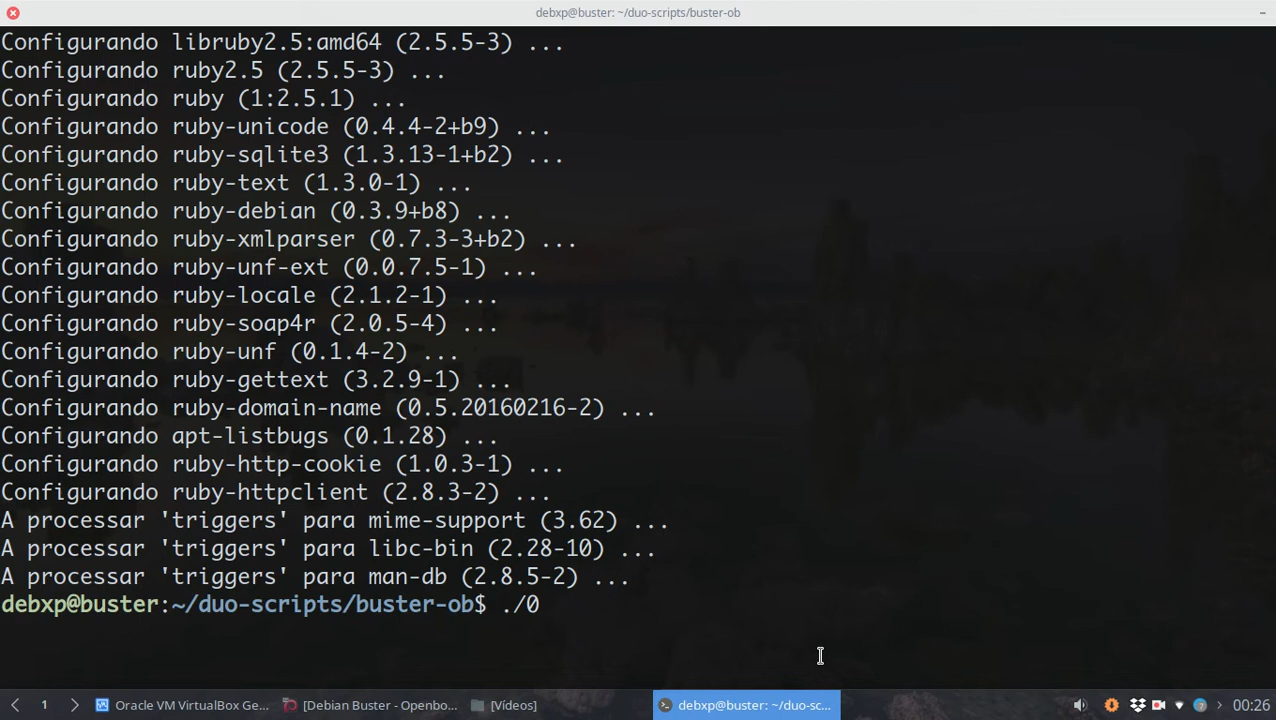 debxp@buster: ~/duo-scripts/buster-ob
Configurando libruby2.5:amd64 (2.5.5-3) ...
Configurando ruby2.5 (2.5.5-3) ...
Configurando ruby (1:2.5.1) ...
Configurando ruby-unicode (0.4.4-2+b9) ...
Configurando ruby-sqlite3 (1.3.13-1+b2) ...
Configurando ruby-text (1.3.0-1) ...
Configurando ruby-debian (0.3.9+b8) ...
Configurando ruby-xmlparser (0.7.3-3+b2) ...
Configurando ruby-unf-ext (0.0.7.5-1) ...
Configurando ruby-locale (2.1.2-1) ...
Configurando ruby-soap4r (2.0.5-4) ...
Configurando ruby-unf (0.1.4-2) ...
Configurando ruby-gettext (3.2.9-1) ...
Configurando ruby-domain-name (0.5.20160216-2) ...
Configurando apt-listbugs (0.1.28) ...
Configurando ruby-http-cookie (1.0.3-1) ...
Configurando ruby-httpclient (2.8.3-2) ...
A processar 'triggers' para mime-support (3.62) ...
A processar 'triggers' para libc-bin (2.28-10) ...
A processar 'triggers' para man-db (2.8.5-2) ...
debxp@buster:~/duo-scripts/buster-ob$ ./0
1 Oracle VM VirtualBox Ge... [Debian Buster - Openbo... [Vídeos] debxp@buster: ~/duo-sc... 00:26